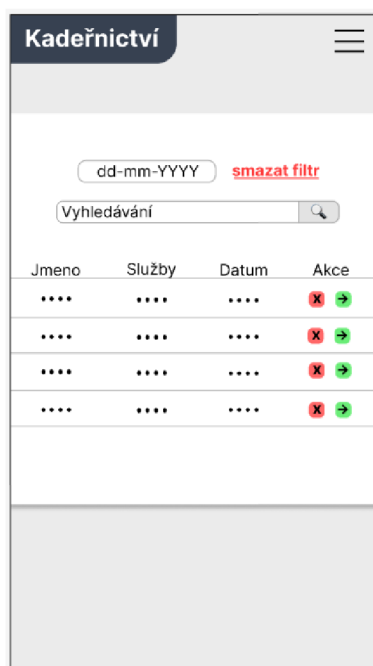 Kadeřnictví
dd-mm-YYYY smazat filtr
Vyhledávání
Jmeno Služby Datum Akce
•••• •••• •••• X →
•••• •••• •••• X →
•••• •••• •••• X →
•••• •••• •••• X →